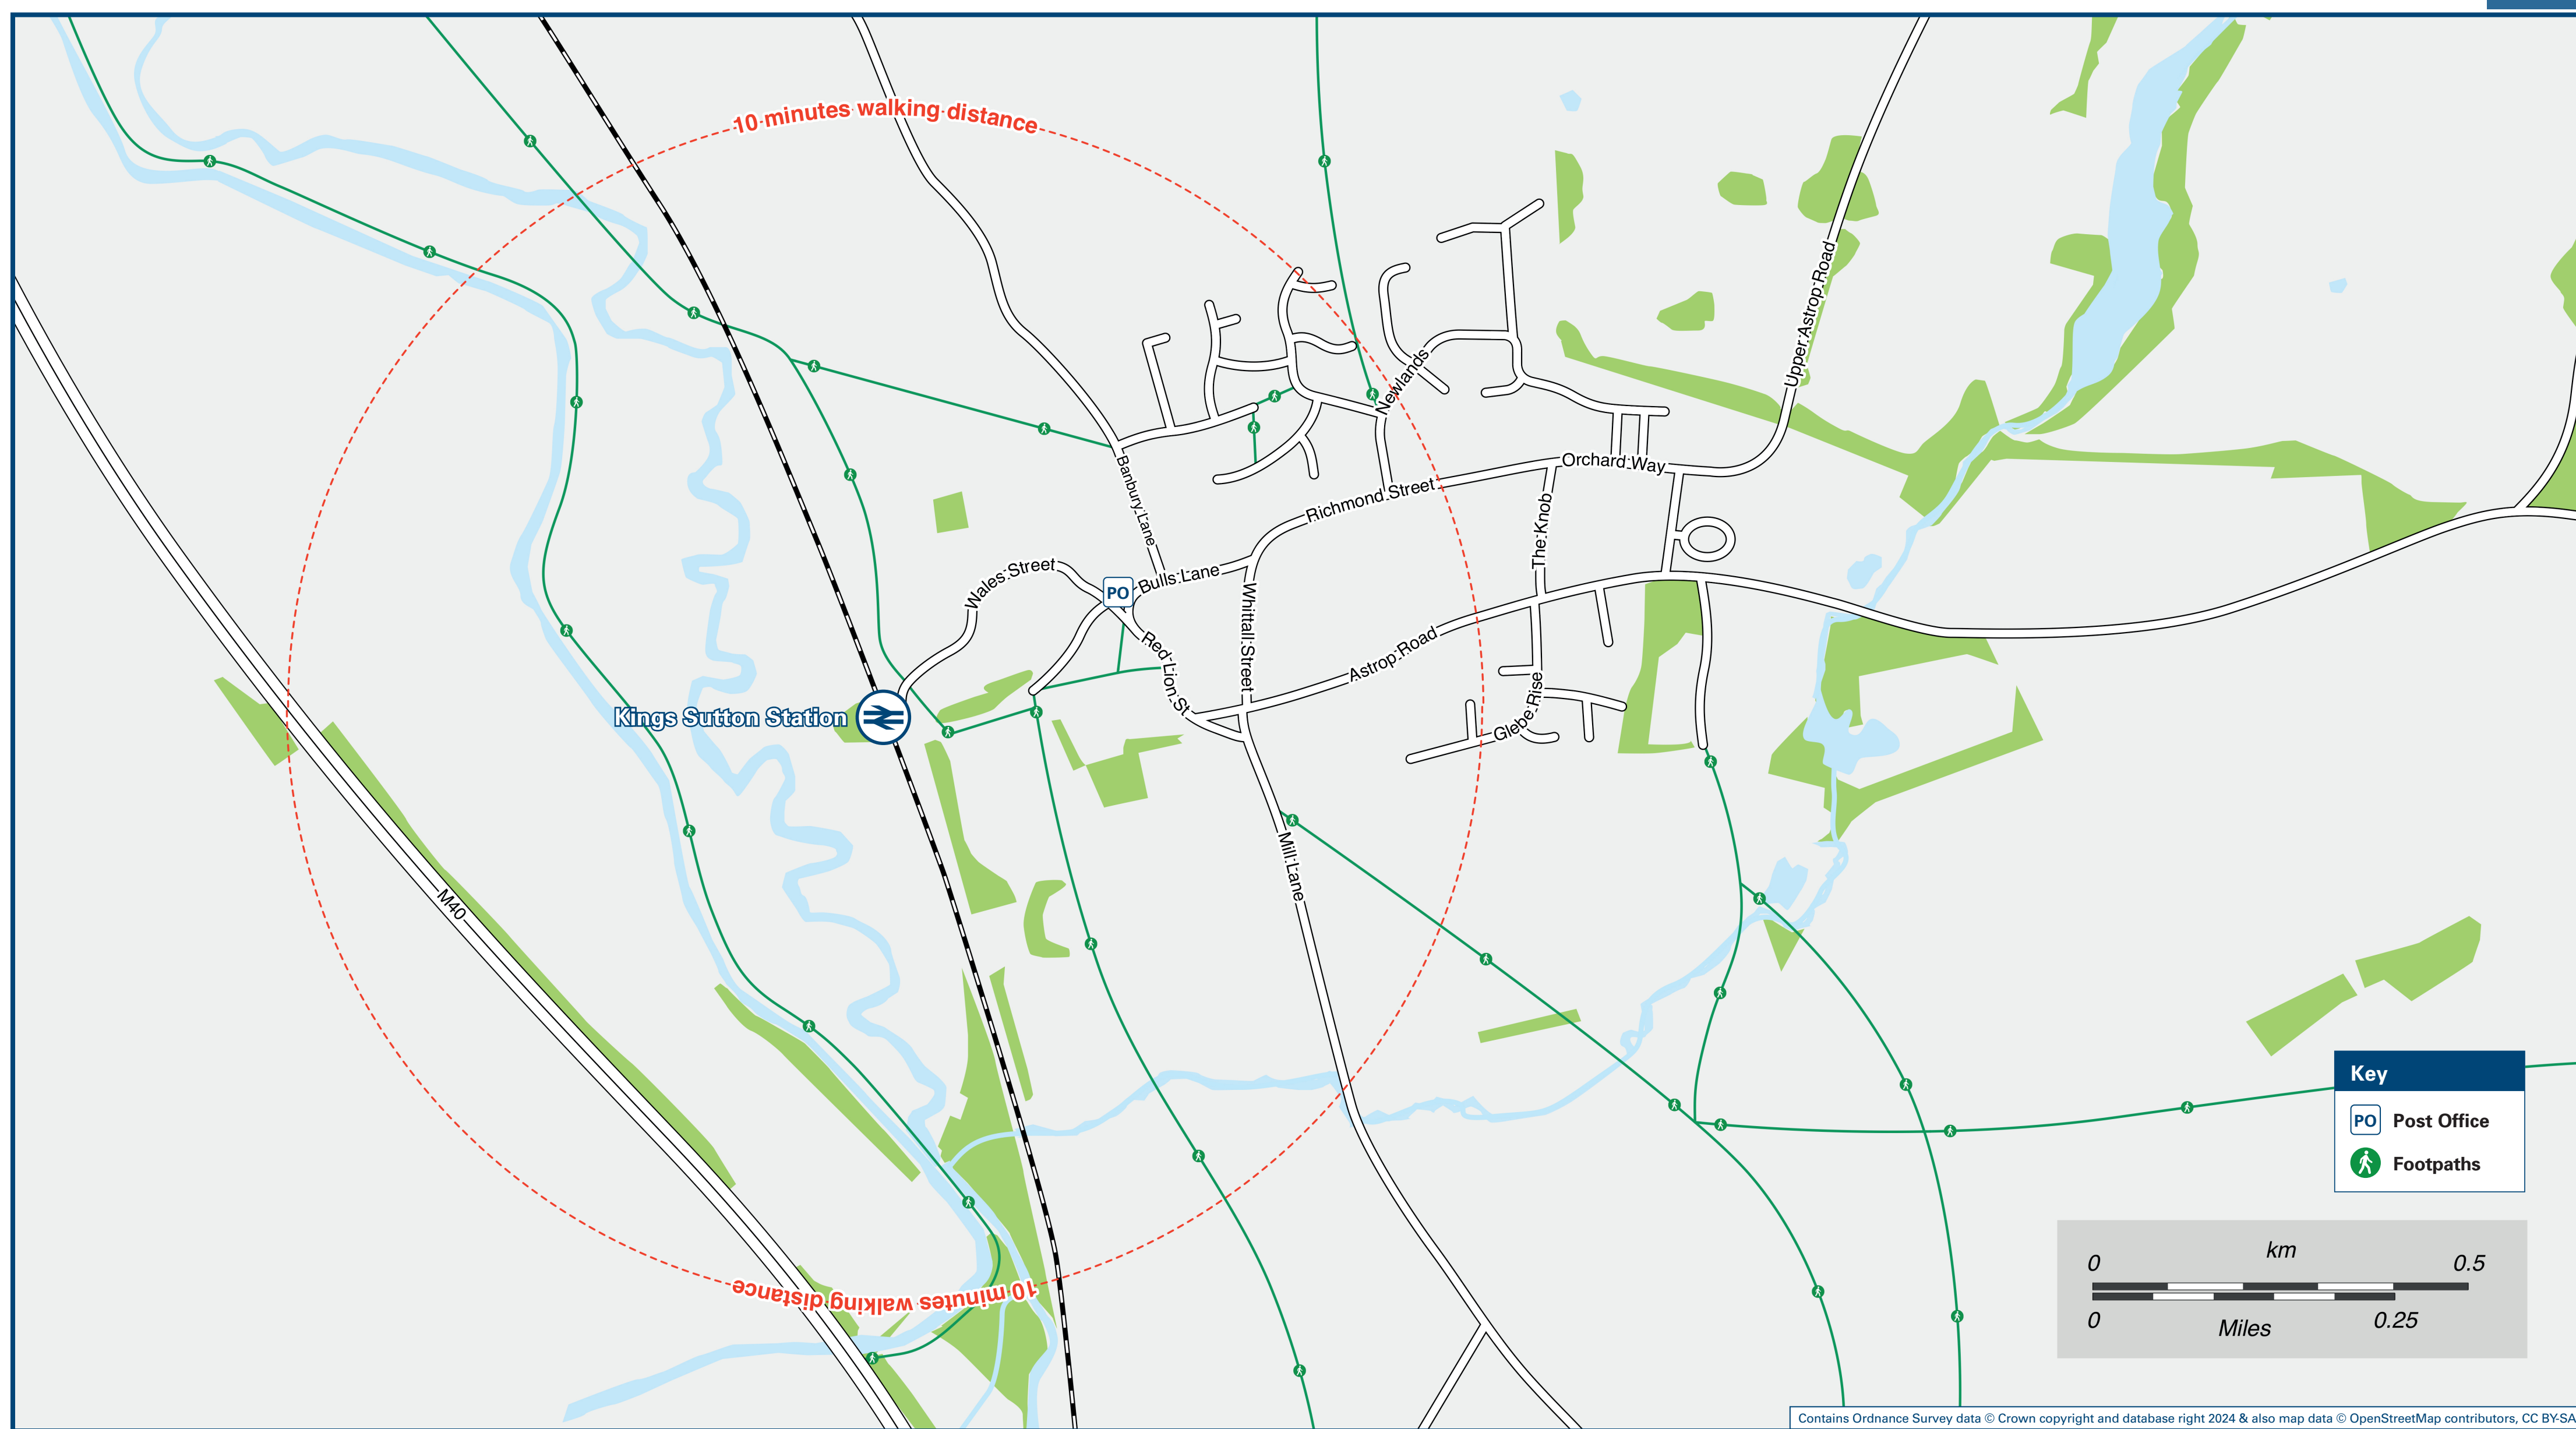 10 minutes walking distance
Upper Astrop Road
Newlands
Banbury Lane
Orchard Way
Richmond Street
The Knob
Wales Street
PO
Bulls Lane
Whittall Street
Red Lion St
Astrop Road
Glebe Rise
Kings Sutton Station
Mill Lane
M40
10 minutes walking distance
Key
PO Post Office
Footpaths
km
0 0.5
0 0.25
Miles
Contains Ordnance Survey data © Crown copyright and database right 2024 & also map data © OpenStreetMap contributors, CC BY-SA